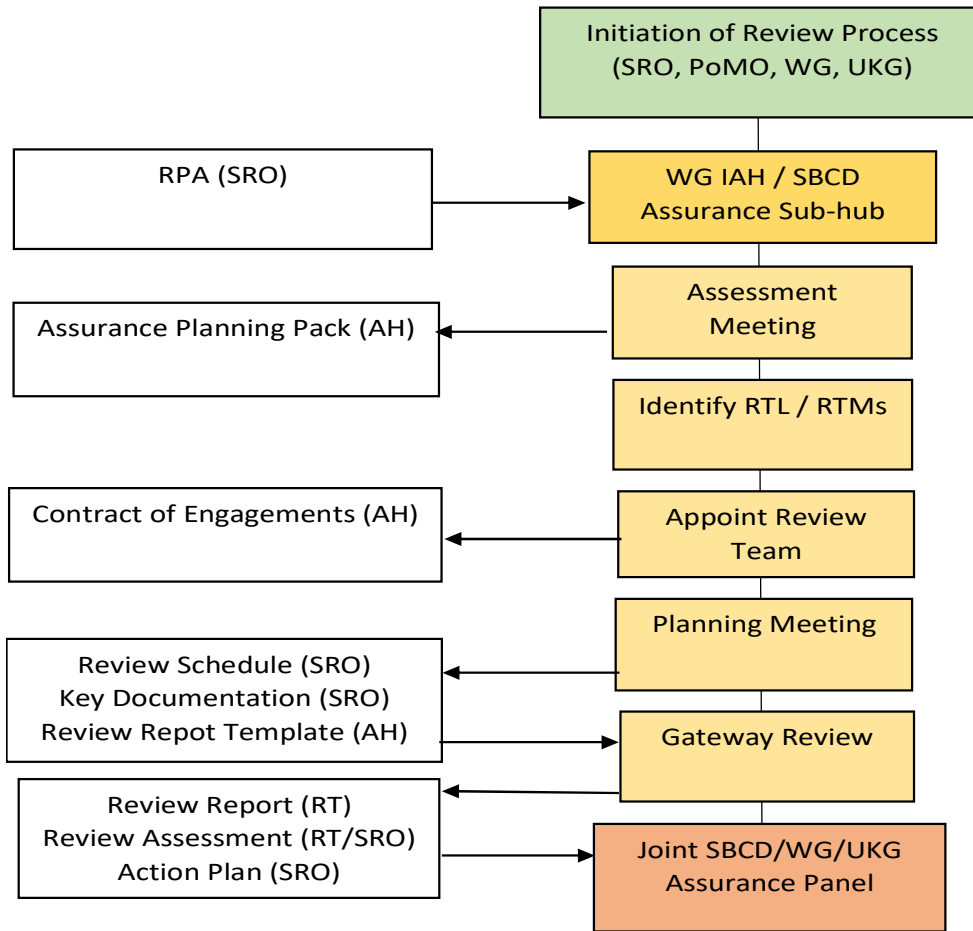 Initiation of Review Process
(SRO, PoMO, WG, UKG)
RPA (SRO)
WG IAH / SBCD
Assurance Sub-hub
Assessment
Meeting
Assurance Planning Pack (AH)
Identify RTL / RTMs
Contract of Engagements (AH)
Appoint Review
Team
Planning Meeting
Review Schedule (SRO)
Key Documentation (SRO)
Review Repot Template (AH)
Gateway Review
Review Report (RT)
Review Assessment (RT/SRO)
Action Plan (SRO)
Joint SBCD/WG/UKG
Assurance Panel